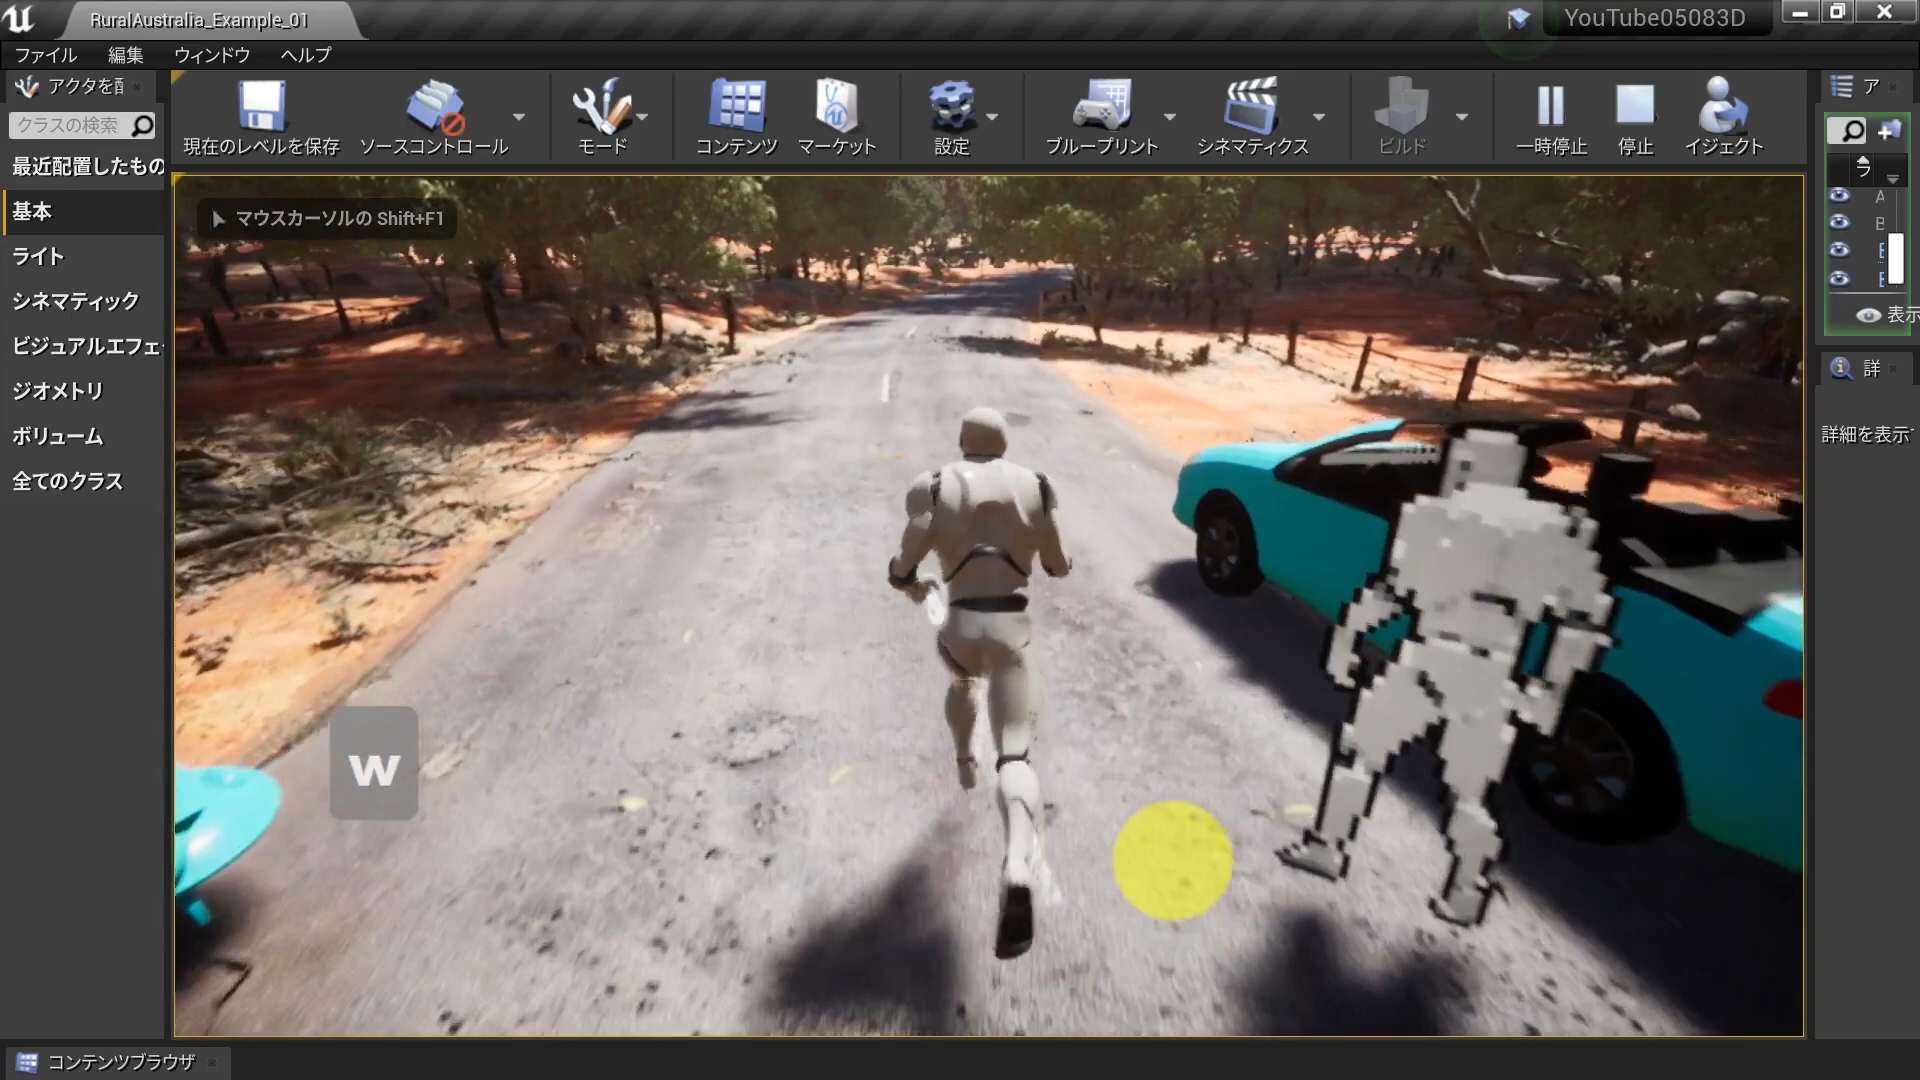 RuralAustralia_Example_01
YouTube05083D
ファイル 編集 ウィンドウ ヘルプ
アクタを配
クラスの検索
最近配置したもの
基本
ライト
シネマティック
ビジュアルエフェ
ジオメトリ
ボリューム
全てのクラス
現在のレベルを保存 ソースコントロール モード コンテンツ マーケット 設定 ブループリント シネマティクス ビルド 一時停止 停止 イジェクト
マウスカーソルの Shift+F1
W
ア
ラ
A
B
表示
詳
詳細を表示
コンテンツブラウザ